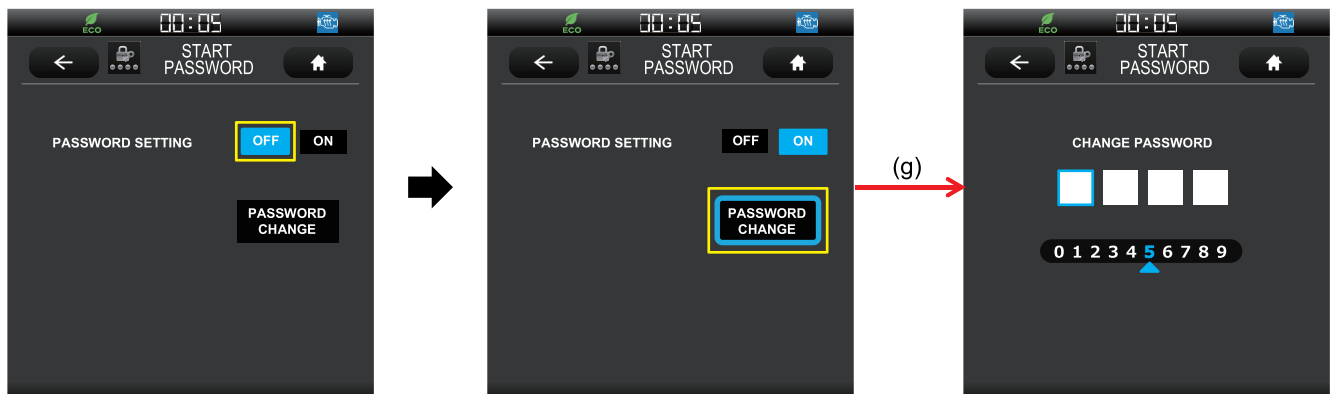 ECO 00:05
START
PASSWORD
PASSWORD SETTING OFF ON
PASSWORD
CHANGE
ECO 00:05
START
PASSWORD
PASSWORD SETTING OFF ON
PASSWORD
CHANGE
(g)
ECO 00:05
START
PASSWORD
CHANGE PASSWORD
0 1 2 3 4 5 6 7 8 9